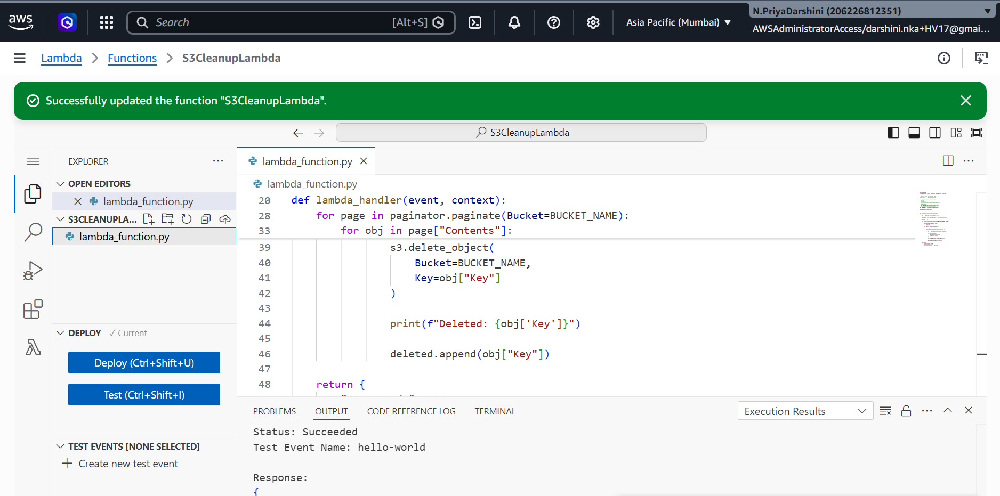 aws
Search [Alt+S]
Asia Pacific (Mumbai) ▼
N.PriyaDarshini (206226812351) ▼
AWSAdministratorAccess/darshini.nka+HV17@gmai...
Lambda > Functions > S3CleanupLambda
Successfully updated the function "S3CleanupLambda".
S3CleanupLambda
EXPLORER ...
OPEN EDITORS
lambda_function.py
S3CLEANUPLA...
lambda_function.py
DEPLOY ✓ Current
Deploy (Ctrl+Shift+U)
Test (Ctrl+Shift+I)
TEST EVENTS [NONE SELECTED]
+ Create new test event
lambda_function.py
lambda_function.py
20 def lambda_handler(event, context):
28 for page in paginator.paginate(Bucket=BUCKET_NAME):
33 for obj in page["Contents"]:
39 s3.delete_object(
40 Bucket=BUCKET_NAME,
41 Key=obj["Key"]
42 )
43
44 print(f"Deleted: {obj['Key']}")
45
46 deleted.append(obj["Key"])
47
48 return {
PROBLEMS OUTPUT CODE REFERENCE LOG TERMINAL
Execution Results
Status: Succeeded
Test Event Name: hello-world
Response:
{